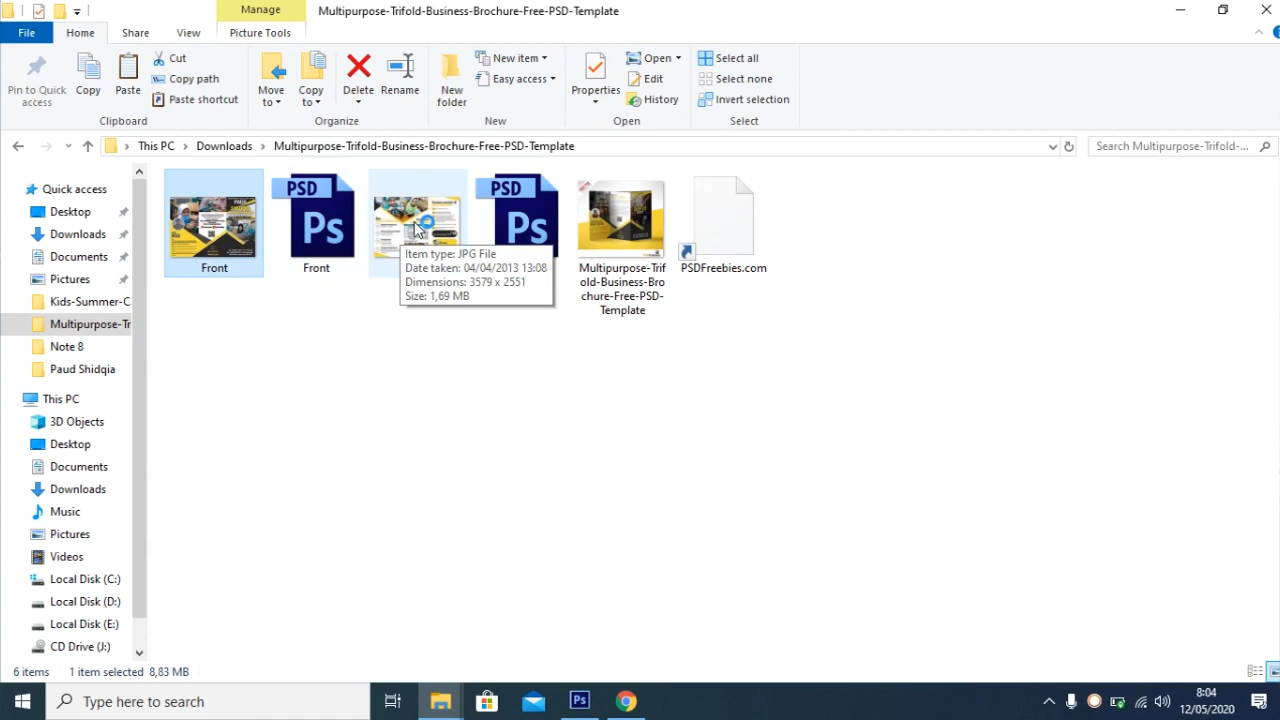 Manage
Multipurpose-Trifold-Business-Brochure-Free-PSD-Template
File
Home
Share
View
Picture Tools
Pin to Quick
access
Copy
Paste
Cut
Copy path
Paste shortcut
Clipboard
Move
to
Copy
to
Delete
Rename
Organize
New
folder
New item
Easy access
New
Properties
Open
Edit
History
Open
Select all
Select none
Invert selection
Select
This PC
Downloads
Multipurpose-Trifold-Business-Brochure-Free-PSD-Template
Search Multipurpose-Trifold-...
Quick access
Desktop
Downloads
Documents
Pictures
Kids-Summer-C
Multipurpose-Tr
Note 8
Paud Shidqia
This PC
3D Objects
Desktop
Documents
Downloads
Music
Pictures
Videos
Local Disk (C:)
Local Disk (D:)
Local Disk (E:)
CD Drive (J:)
Front
PSD
Ps
Front
PSD
Ps
Item type: JPG File
Date taken: 04/04/2013 13:08
Dimensions: 3579 x 2551
Size: 1,69 MB
Multipurpose-Trif
old-Business-Bro
chure-Free-PSD-
Template
PSDFreebies.com
6 items
1 item selected 8,83 MB
Type here to search
Ps
8:04
12/05/2020